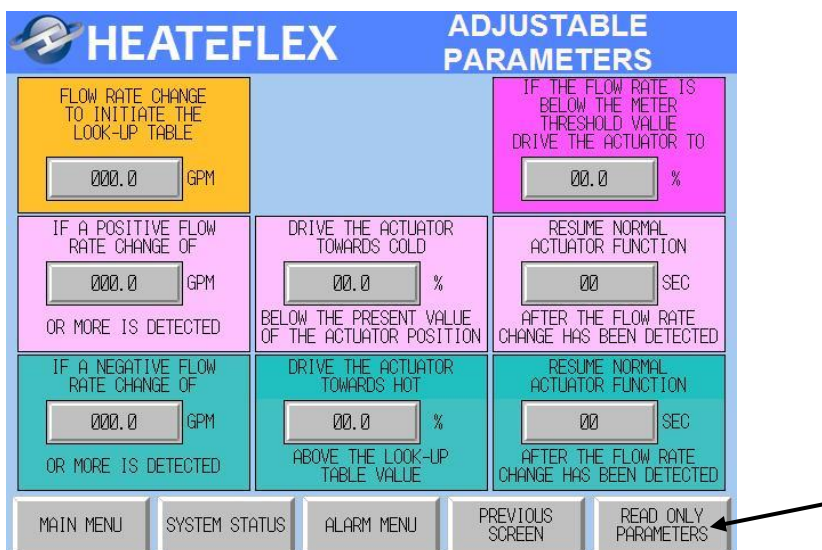 HEATEFLEX
ADJUSTABLE
PARAMETERS
FLOW RATE CHANGE
TO INITIATE THE
LOOK-UP TABLE
000.0 GPM
IF THE FLOW RATE IS
BELOW THE METER
THRESHOLD VALUE
DRIVE THE ACTUATOR TO
00.0 %
IF A POSITIVE FLOW
RATE CHANGE OF
000.0 GPM
OR MORE IS DETECTED
DRIVE THE ACTUATOR
TOWARDS COLD
00.0 %
BELOW THE PRESENT VALUE
OF THE ACTUATOR POSITION
RESUME NORMAL
ACTUATOR FUNCTION
00 SEC
AFTER THE FLOW RATE
CHANGE HAS BEEN DETECTED
IF A NEGATIVE FLOW
RATE CHANGE OF
000.0 GPM
OR MORE IS DETECTED
DRIVE THE ACTUATOR
TOWARDS HOT
00.0 %
ABOVE THE LOOK-UP
TABLE VALUE
RESUME NORMAL
ACTUATOR FUNCTION
00 SEC
AFTER THE FLOW RATE
CHANGE HAS BEEN DETECTED
MAIN MENU
SYSTEM STATUS
ALARM MENU
PREVIOUS
SCREEN
READ ONLY
PARAMETERS